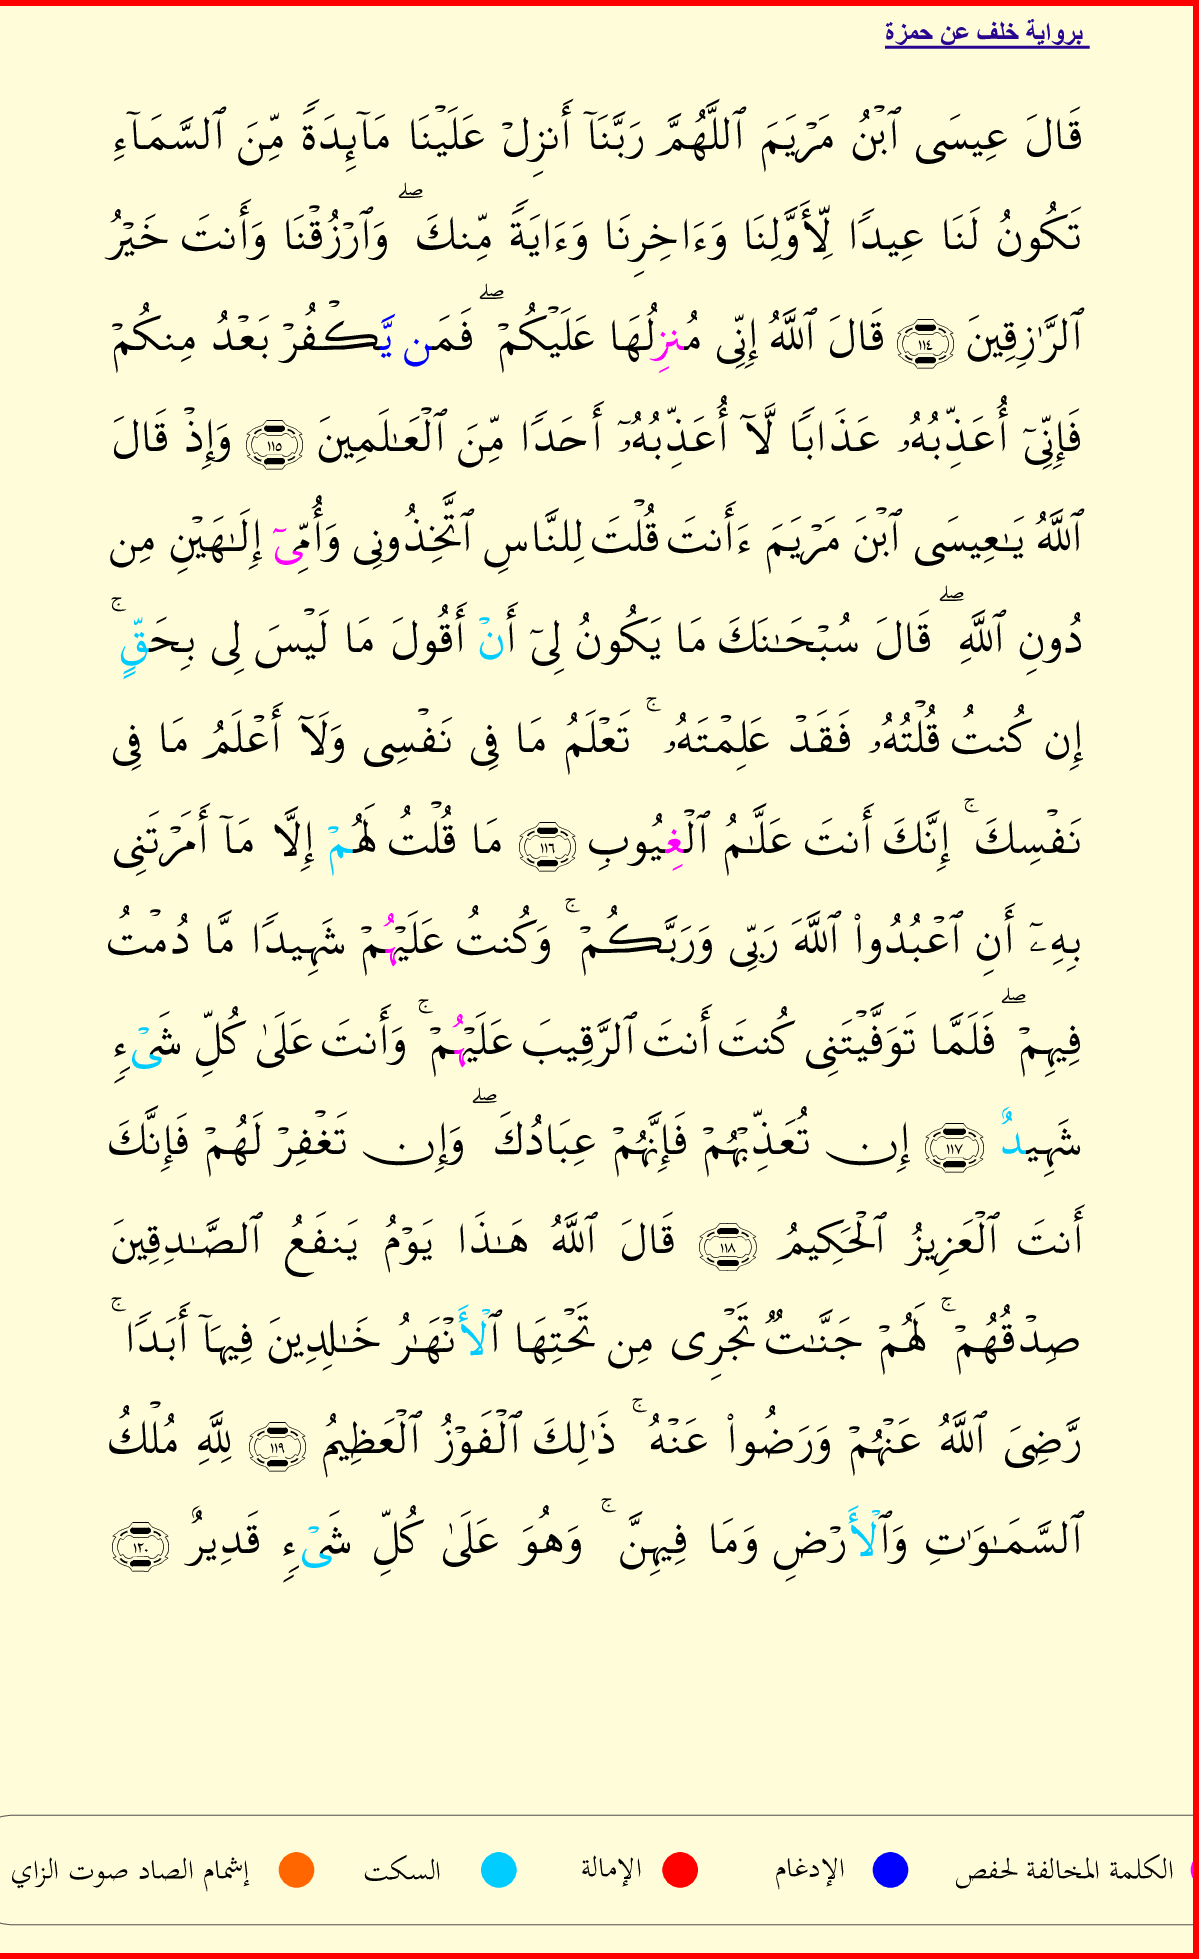 برواية خلف عن حمزة
قَالَ عِيسَى ٱبْنُ مَرْيَمَ ٱللَّهُمَّ رَبَّنَآ أَنزِلْ عَلَيْنَا مَآئِدَةً مِّنَ ٱلسَّمَآءِ
تَكُونُ لَنَا عِيدًا لِّأَوَّلِنَا وَءَاخِرِنَا وَءَايَةً مِّنكَ ۖ وَٱرْزُقْنَا وَأَنتَ خَيْرُ
ٱلرَّٰزِقِينَ ١١٤ قَالَ ٱللَّهُ إِنِّى مُنزِلُهَا عَلَيْكُمْ ۖ فَمَن يَّكْفُرْ بَعْدُ مِنكُمْ
فَإِنِّىٓ أُعَذِّبُهُۥ عَذَابًا لَّآ أُعَذِّبُهُۥٓ أَحَدًا مِّنَ ٱلْعَـٰلَمِينَ ١١٥ وَإِذْ قَالَ
ٱللَّهُ يَـٰعِيسَى ٱبْنَ مَرْيَمَ ءَأَنتَ قُلْتَ لِلنَّاسِ ٱتَّخِذُونِى وَأُمِّىٓ إِلَـٰهَيْنِ مِن
دُونِ ٱللَّهِ ۖ قَالَ سُبْحَـٰنَكَ مَا يَكُونُ لِىٓ أَنْ أَقُولَ مَا لَيْسَ لِى بِحَقٍّ ۚ
إِن كُنتُ قُلْتُهُۥ فَقَدْ عَلِمْتَهُۥ ۚ تَعْلَمُ مَا فِى نَفْسِى وَلَآ أَعْلَمُ مَا فِى
نَفْسِكَ ۚ إِنَّكَ أَنتَ عَلَّـٰمُ ٱلْغِيُوبِ ١١٦ مَا قُلْتُ لَهُمْ إِلَّا مَآ أَمَرْتَنِى
بِهِۦٓ أَنِ ٱعْبُدُوا۟ ٱللَّهَ رَبِّى وَرَبَّكُمْ ۚ وَكُنتُ عَلَيْهُمْ شَهِيدًا مَّا دُمْتُ
فِيهِمْ ۖ فَلَمَّا تَوَفَّيْتَنِى كُنتَ أَنتَ ٱلرَّقِيبَ عَلَيْهُمْ ۚ وَأَنتَ عَلَىٰ كُلِّ شَىْءٍ
شَهِيدٌ ١١٧ إِن تُعَذِّبْهُمْ فَإِنَّهُمْ عِبَادُكَ ۖ وَإِن تَغْفِرْ لَهُمْ فَإِنَّكَ
أَنتَ ٱلْعَزِيزُ ٱلْحَكِيمُ ١١٨ قَالَ ٱللَّهُ هَـٰذَا يَوْمُ يَنفَعُ ٱلصَّـٰدِقِينَ
صِدْقُهُمْ ۚ لَهُمْ جَنَّـٰتٌ تَجْرِى مِن تَحْتِهَا ٱلْأَنْهَـٰرُ خَـٰلِدِينَ فِيهَآ أَبَدًا ۚ
رَّضِىَ ٱللَّهُ عَنْهُمْ وَرَضُوا۟ عَنْهُ ۚ ذَٰلِكَ ٱلْفَوْزُ ٱلْعَظِيمُ ١١٩ لِلَّهِ مُلْكُ
ٱلسَّمَـٰوَٰتِ وَٱلْأَرْضِ وَمَا فِيهِنَّ ۚ وَهُوَ عَلَىٰ كُلِّ شَىْءٍ قَدِيرٌ ١٢٠
الكلمة المخالفة لحفص الإدغام الإمالة السكت إشمام الصاد صوت الزاي